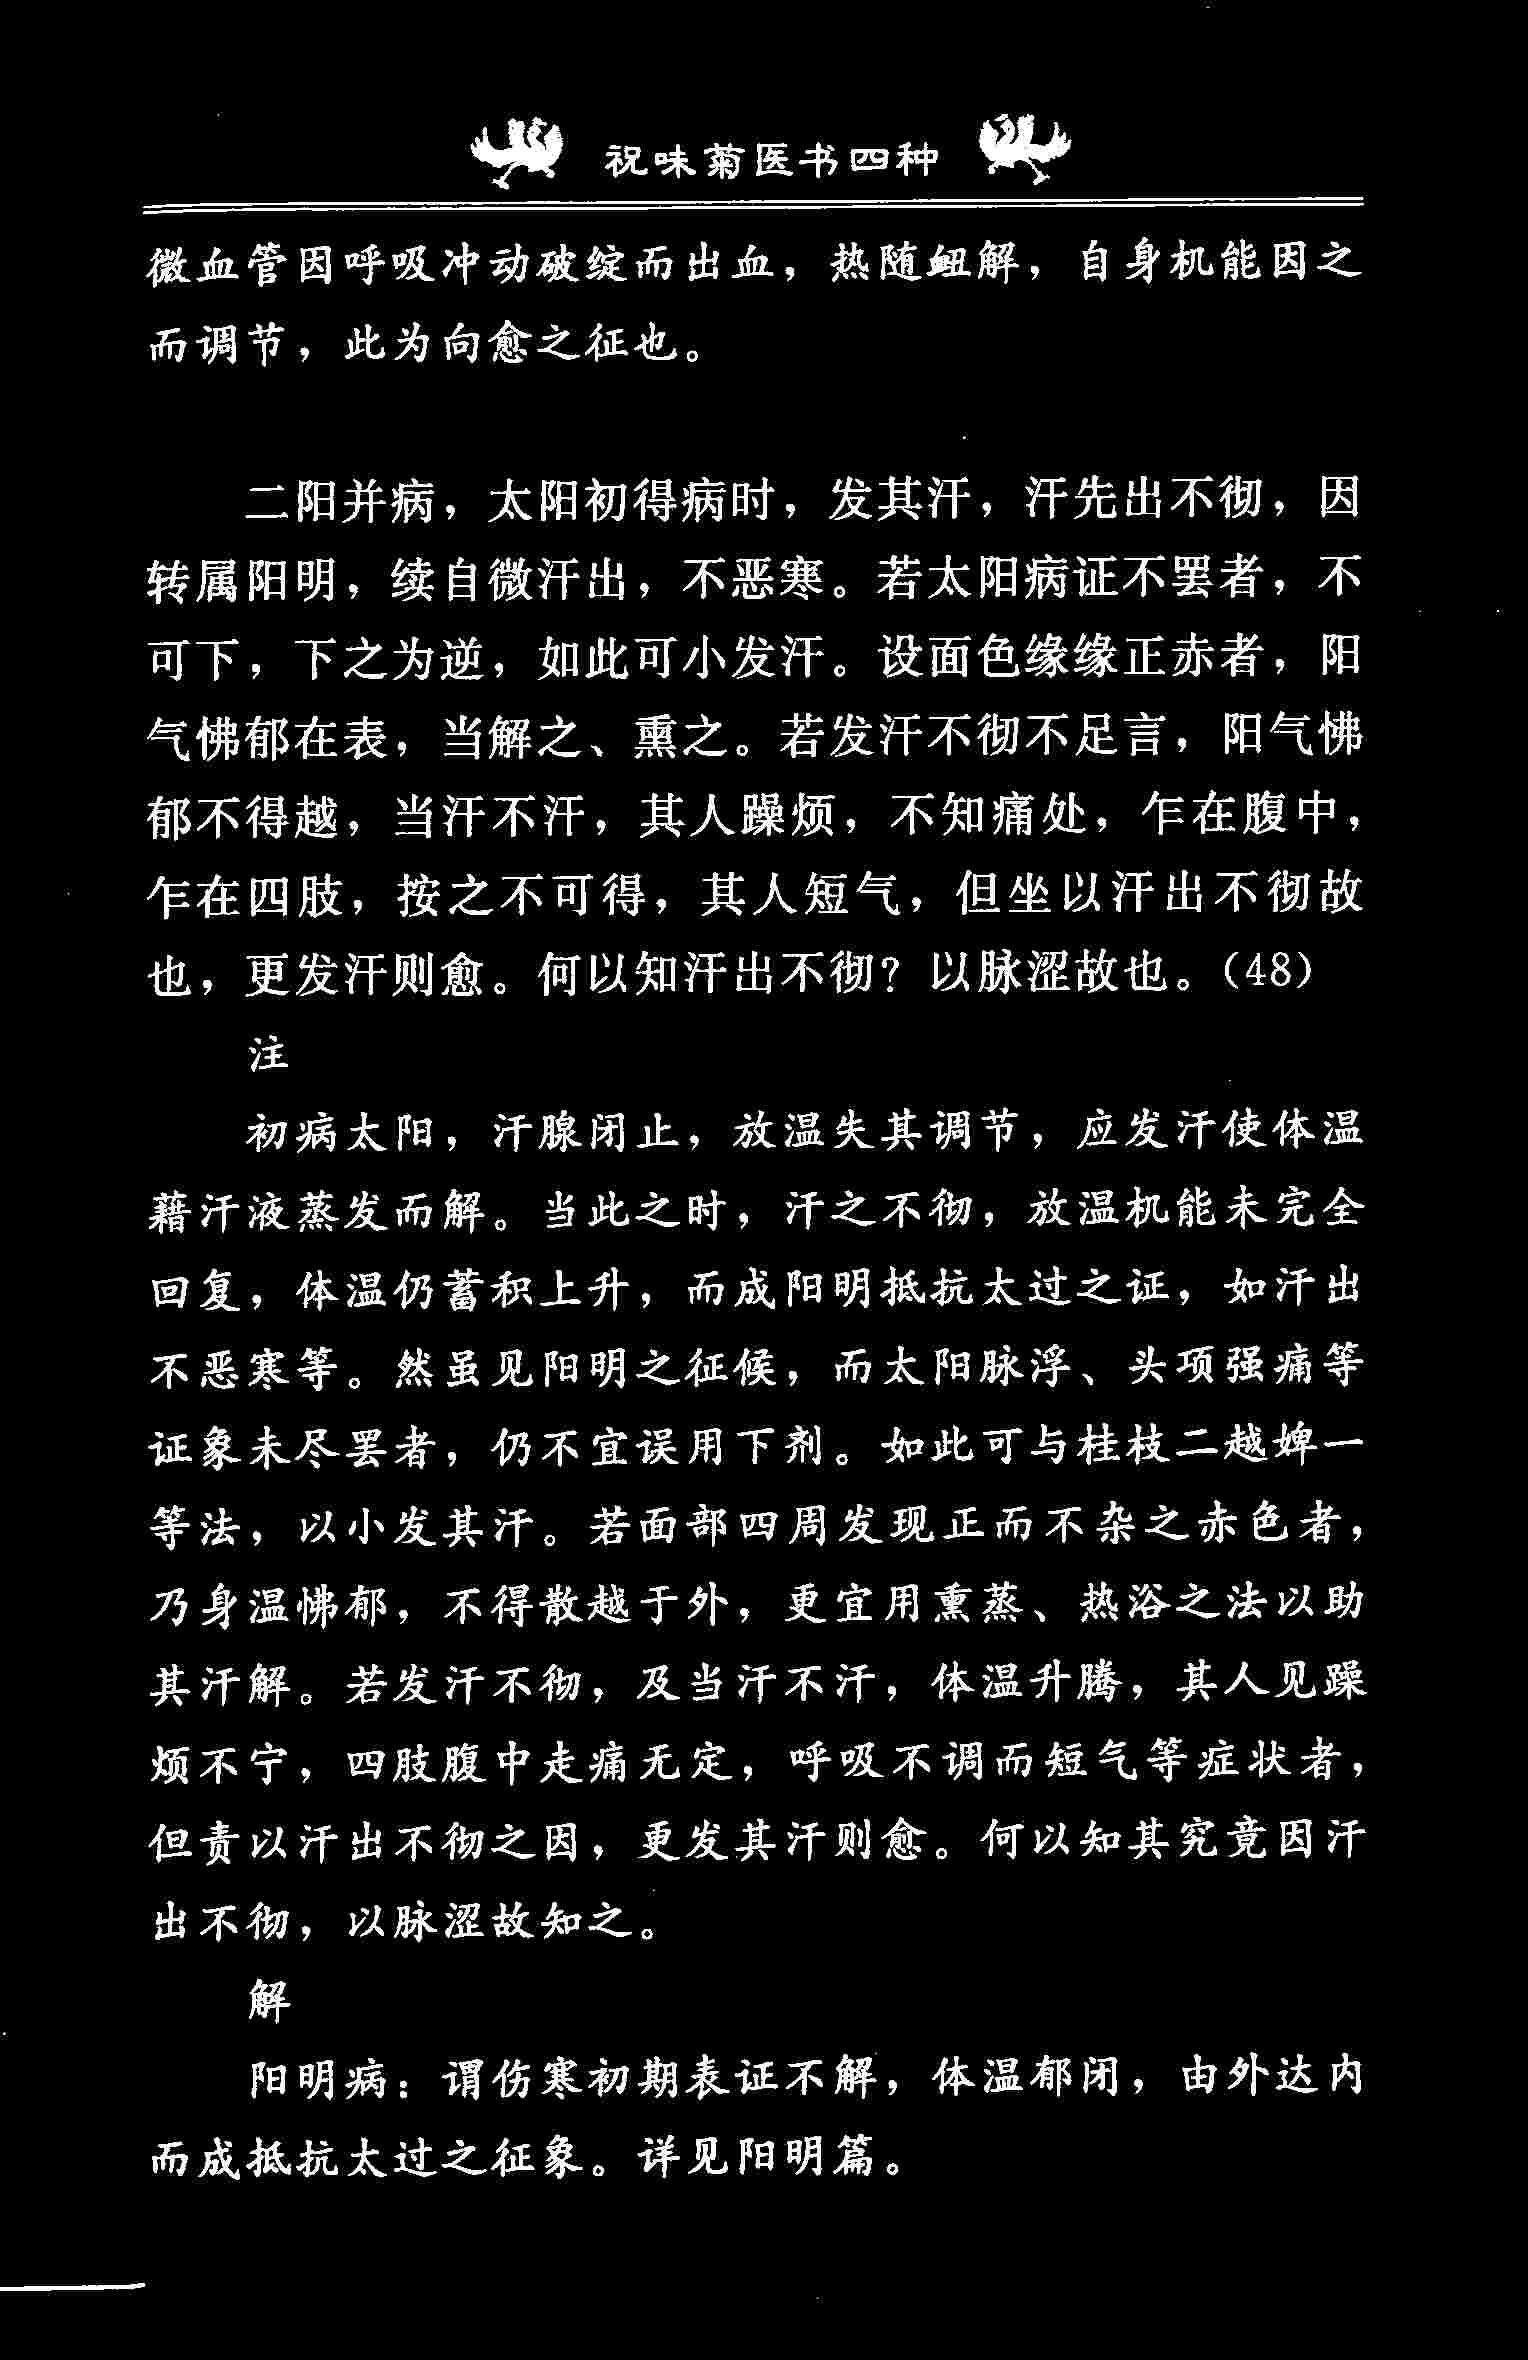 祝味菊医书四种
微血管因呼吸冲动破绽而出血，热随衄解，自身机能因之
而调节，此为向愈之征也。
二阳并病，太阳初得病时，发其汗，汗先出不彻，因
转属阳明，续自微汗出，不恶寒。若太阳病证不罢者，不
可下，下之为逆，如此可小发汗。设面色缘缘正赤者，阳
气怫郁在表，当解之、熏之。若发汗不彻不足言，阳气怫
郁不得越，当汗不汗，其人躁烦，不知痛处，乍在腹中，
乍在四肢，按之不可得，其人短气，但坐以汗出不彻故
也，更发汗则愈。何以知汗出不彻？以脉涩故也。（48）
注
初病太阳，汗腺闭止，放温失其调节，应发汗使体温
藉汗液蒸发而解。当此之时，汗之不彻，放温机能未完全
回复，体温仍蓄积上升，而成阳明抵抗太过之证，如汗出
不恶寒等。然虽见阳明之征候，而太阳脉浮、头项强痛等
证象未尽罢者，仍不宜误用下剂。如此可与桂枝二越婢一
等法，以小发其汗。若面部四周发现正而不杂之赤色者，
乃身温怫郁，不得散越于外，更宜用熏蒸、热浴之法以助
其汗解。若发汗不彻，及当汗不汗，体温升腾，其人见躁
烦不宁，四肢腹中走痛无定，呼吸不调而短气等症状者，
但责以汗出不彻之因，更发其汗则愈。何以知其究竟因汗
出不彻，以脉涩故知之。
解
阳明病：谓伤寒初期表证不解，体温郁闭，由外达内
而成抵抗太过之征象。详见阳明篇。